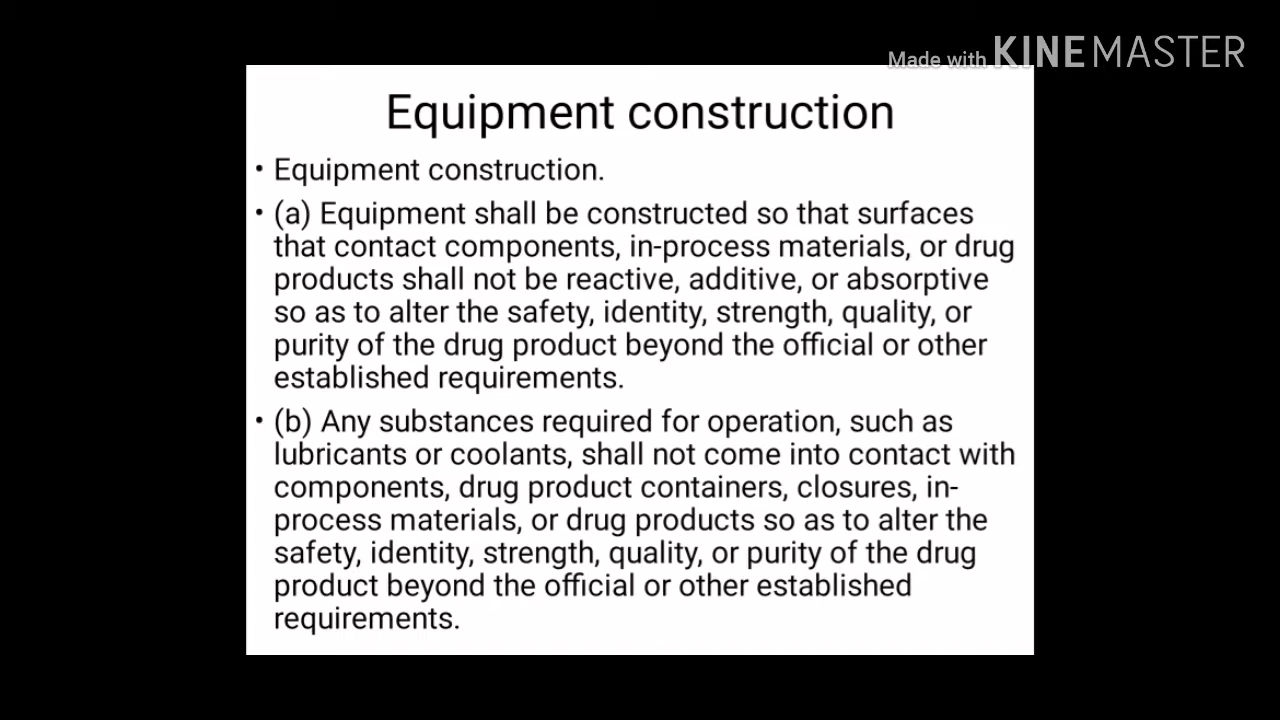 Made with KINEMASTER
Equipment construction
• Equipment construction.
• (a) Equipment shall be constructed so that surfaces
that contact components, in-process materials, or drug
products shall not be reactive, additive, or absorptive
so as to alter the safety, identity, strength, quality, or
purity of the drug product beyond the official or other
established requirements.
• (b) Any substances required for operation, such as
lubricants or coolants, shall not come into contact with
components, drug product containers, closures, in-
process materials, or drug products so as to alter the
safety, identity, strength, quality, or purity of the drug
product beyond the official or other established
requirements.